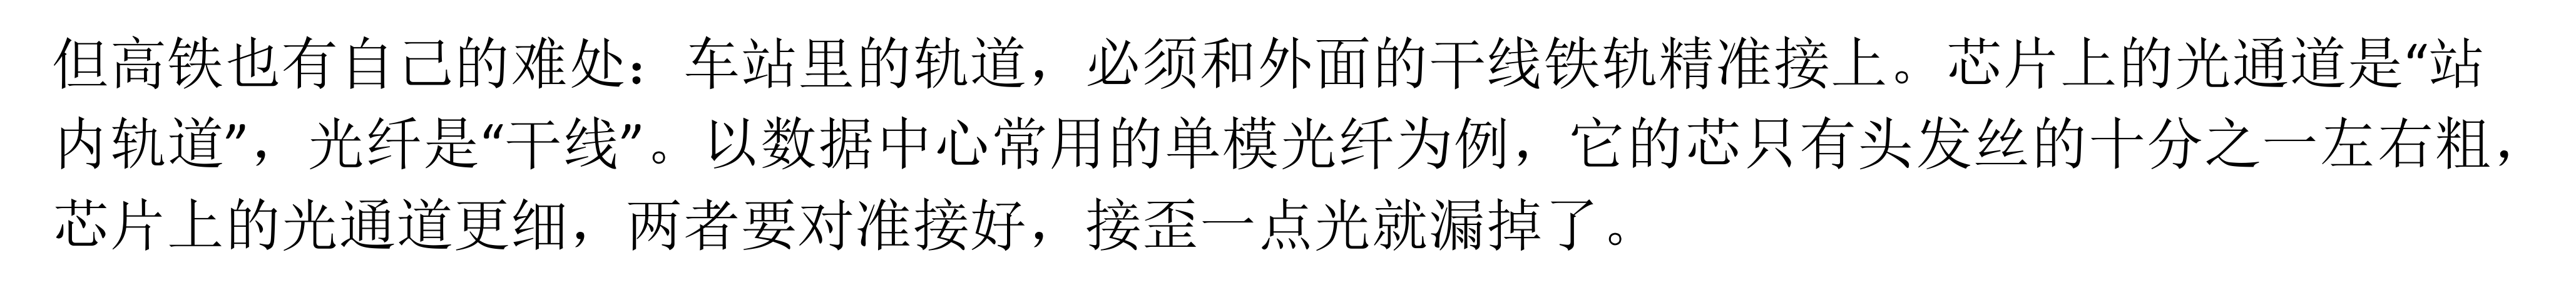 但高铁也有自己的难处：车站里的轨道，必须和外面的干线铁轨精准接上。芯片上的光通道是“站
内轨道”，光纤是“干线”。以数据中心常用的单模光纤为例，它的芯只有头发丝的十分之一左右粗，
芯片上的光通道更细，两者要对准接好，接歪一点光就漏掉了。